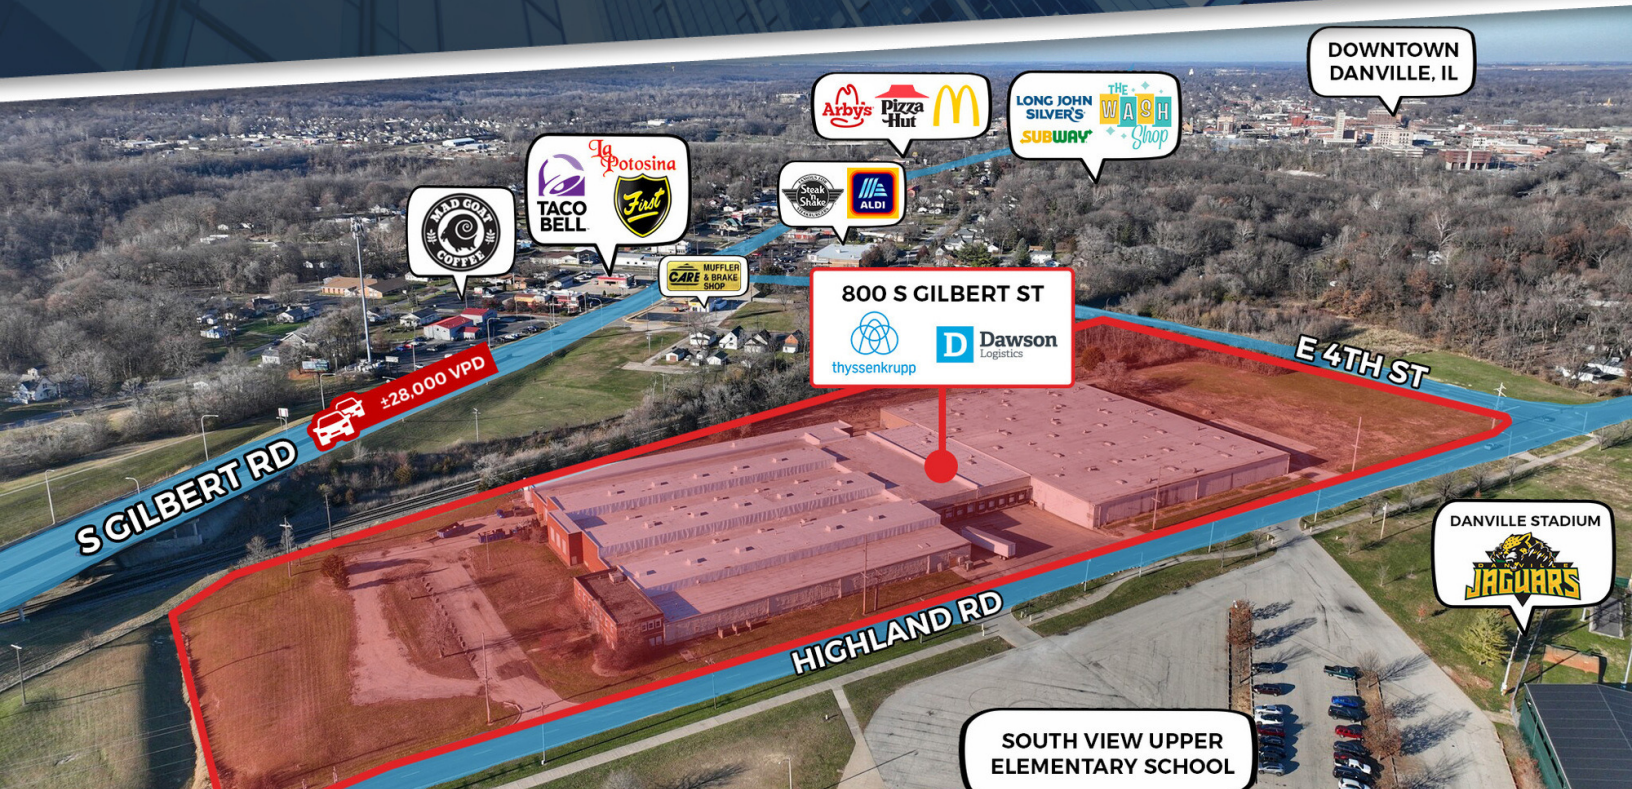 DOWNTOWN
DANVILLE, IL
Arby's
Pizza
Hut
LONG JOHN
SILVER'S
SUBWAY
THE
WASH
Shop
La
Potosina
TACO
BELL
First
MAD GOAT
COFFEE
Steak
n
Shake
ALDI
CARE
MUFFLER
& BRAKE
SHOP
800 S GILBERT ST
thyssenkrupp
D Dawson
Logistics
±28,000 VPD
S GILBERT RD
E 4TH ST
HIGHLAND RD
DANVILLE STADIUM
DANVILLE
JAGUARS
SOUTH VIEW UPPER
ELEMENTARY SCHOOL